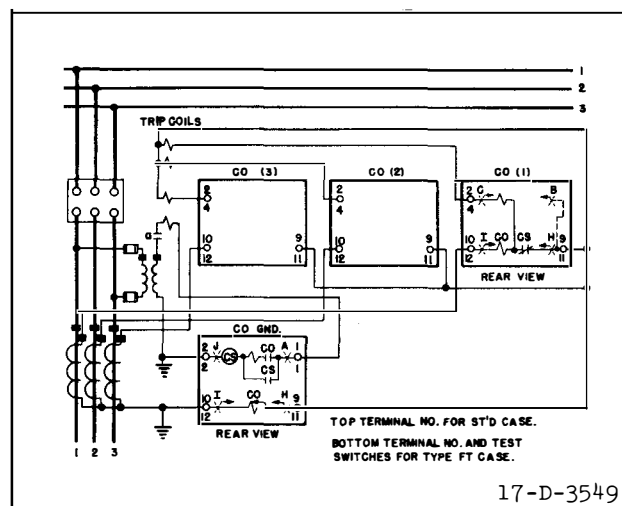 1
2
3
TRIP COILS
CO (3)
CO (2)
CO (1)
2
4
2
4
2
4
C
B
a
10
12
9
11
10
12
9
11
10
12
I
CO
CS
H
9
11
REAR VIEW
CO GND.
2
2
J
CS
CO
CS
A
1
1
10
12
I
CO
H
9
11
REAR VIEW
1 2 3
TOP TERMINAL NO. FOR ST'D CASE.
BOTTOM TERMINAL NO. AND TEST
SWITCHES FOR TYPE FT CASE.
17-D-3549